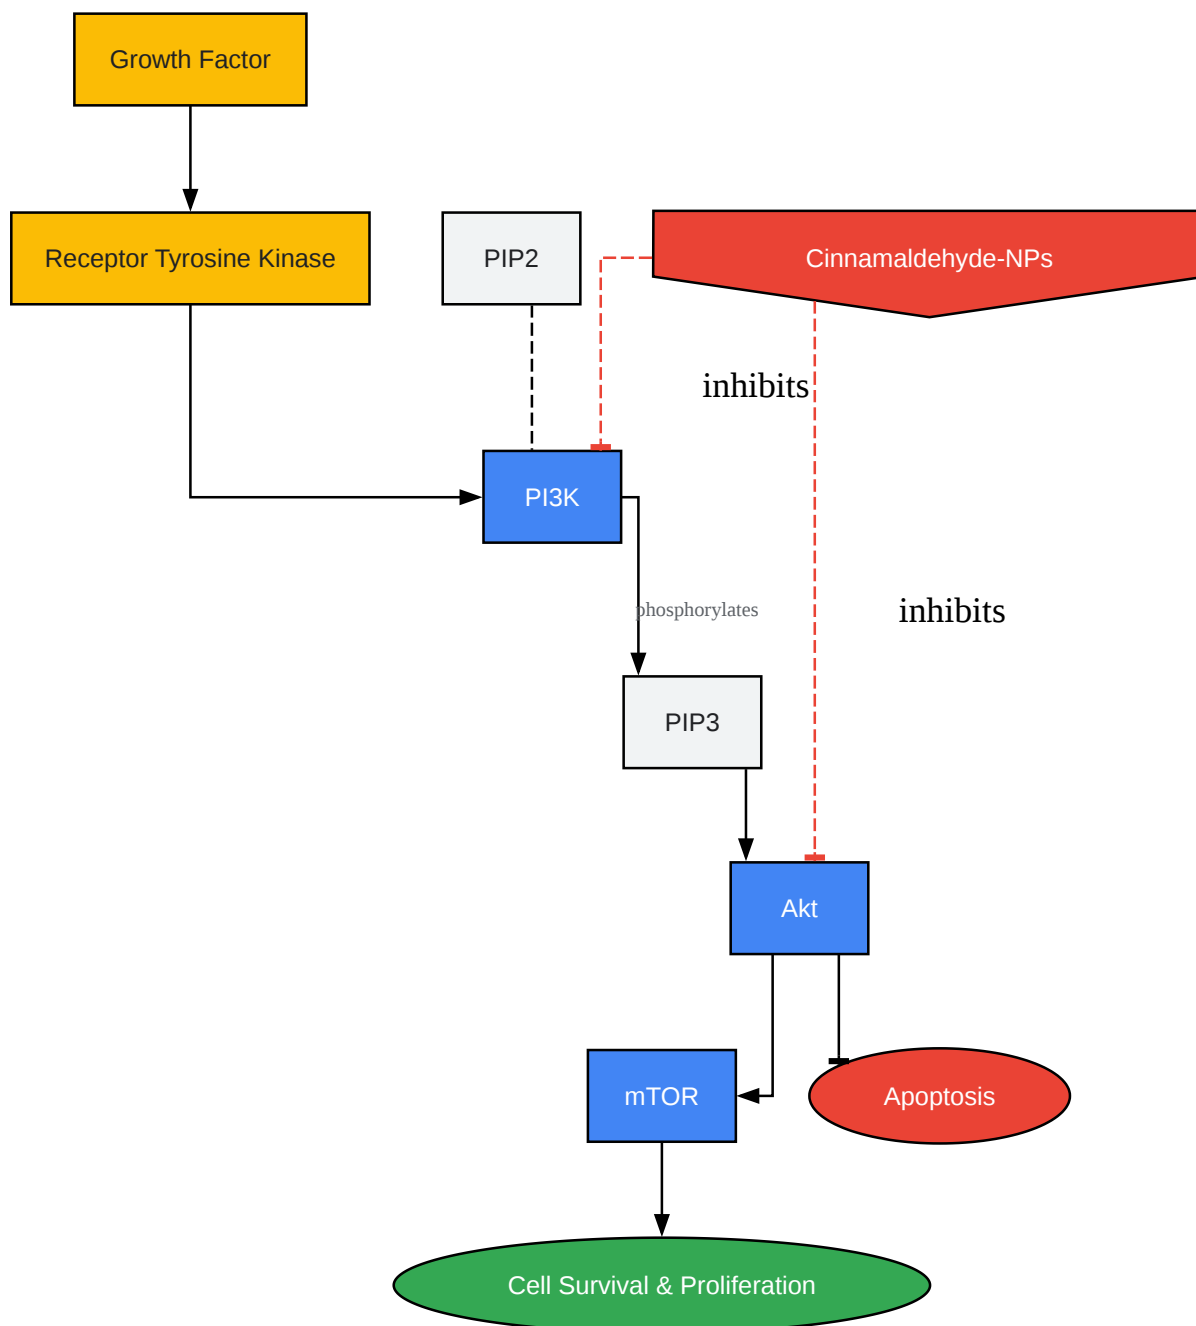 Growth Factor
Receptor Tyrosine Kinase
PIP2
Cinnamaldehyde-NPs
inhibits
PI3K
phosphorylates
inhibits
PIP3
Akt
mTOR
Apoptosis
Cell Survival & Proliferation